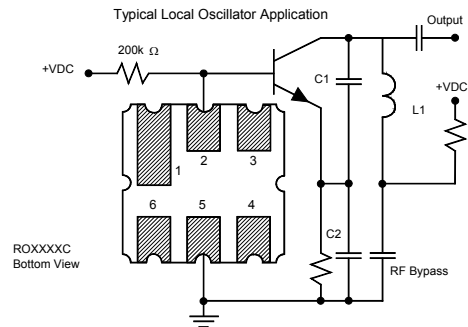 Typical Local Oscillator Application
Output
200k Ω
+VDC
C1
+VDC
L1
1
2
3
6
5
4
C2
ROXXXXC
Bottom View
RF Bypass